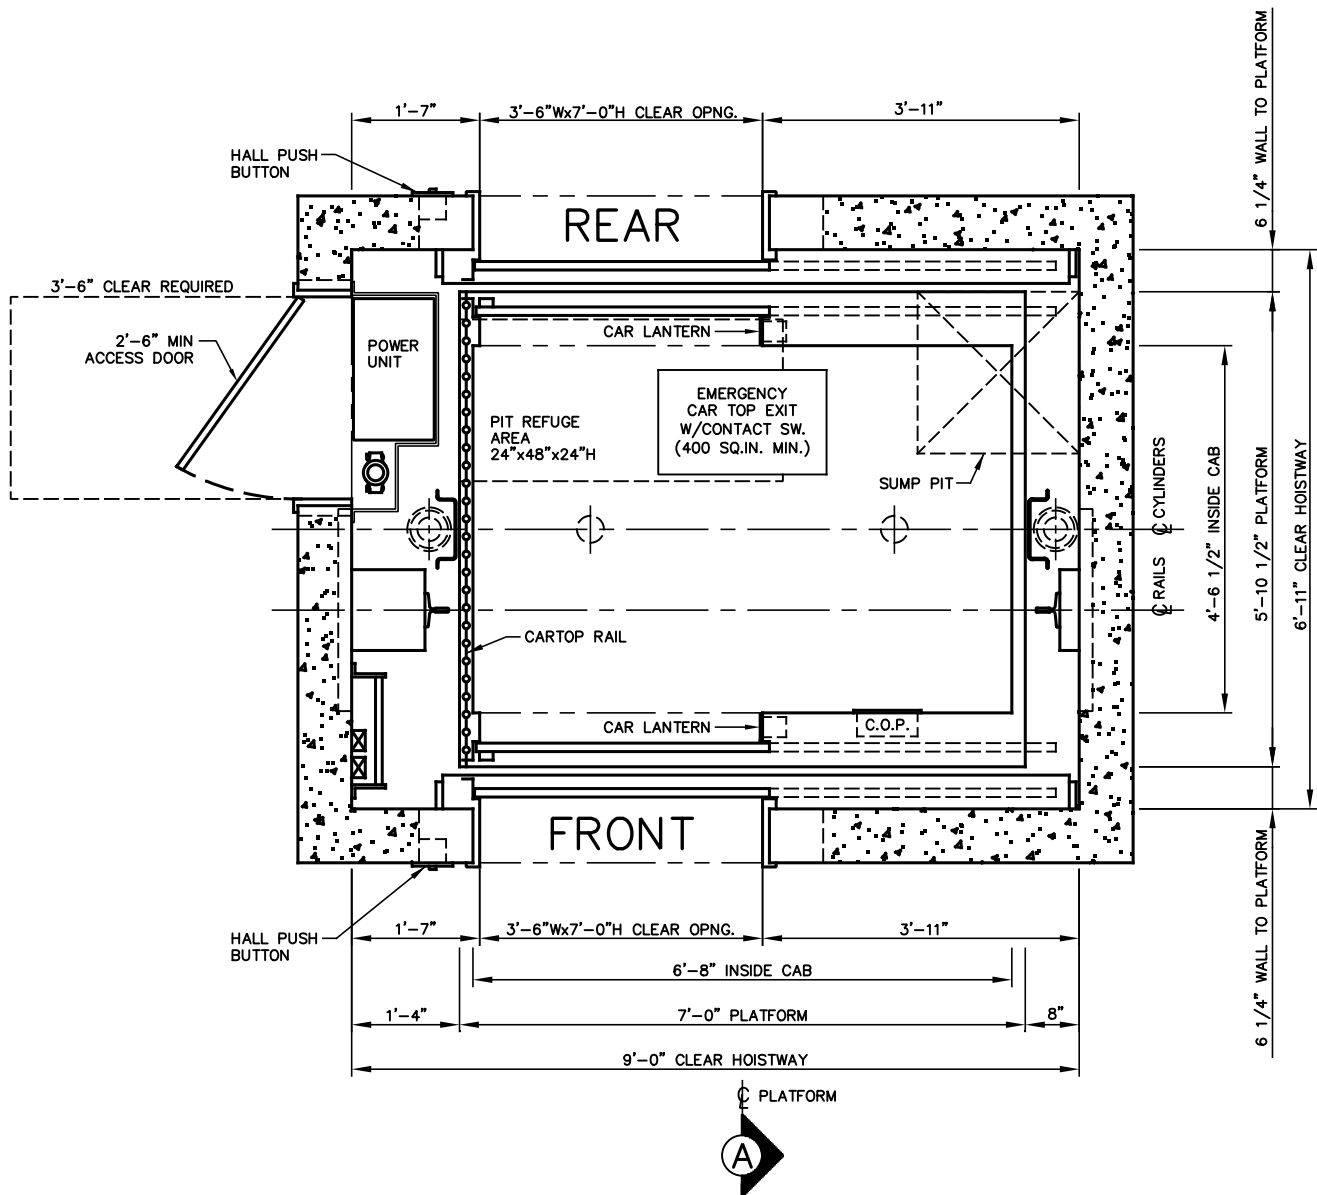 1'-7"
3'-6"Wx7'-0"H CLEAR OPNG.
3'-11"
6 1/4" WALL TO PLATFORM
HALL PUSH
BUTTON
REAR
3'-6" CLEAR REQUIRED
2'-6" MIN
ACCESS DOOR
POWER
UNIT
CAR LANTERN
EMERGENCY
CAR TOP EXIT
W/CONTACT SW.
(400 SQ.IN. MIN.)
PIT REFUGE
AREA
24"x48"x24"H
SUMP PIT
℄ CYLINDERS
℄ RAILS
4'-6 1/2" INSIDE CAB
5'-10 1/2" PLATFORM
6'-11" CLEAR HOISTWAY
CARTOP RAIL
CAR LANTERN
C.O.P.
FRONT
HALL PUSH
BUTTON
1'-7"
3'-6"Wx7'-0"H CLEAR OPNG.
3'-11"
6 1/4" WALL TO PLATFORM
6'-8" INSIDE CAB
1'-4"
7'-0" PLATFORM
8"
9'-0" CLEAR HOISTWAY
℄ PLATFORM
A